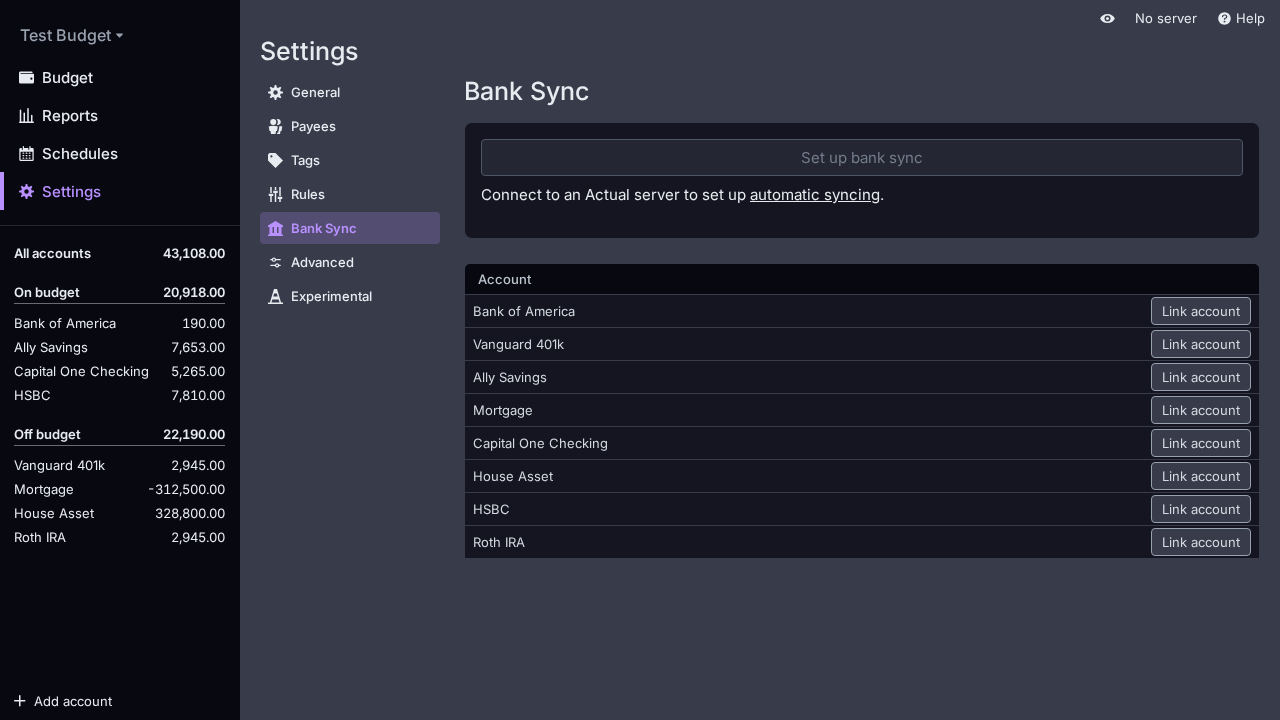 Test Budget
Budget
Reports
Schedules
Settings
All accounts 43,108.00
On budget 20,918.00
Bank of America 190.00
Ally Savings 7,653.00
Capital One Checking 5,265.00
HSBC 7,810.00
Off budget 22,190.00
Vanguard 401k 2,945.00
Mortgage -312,500.00
House Asset 328,800.00
Roth IRA 2,945.00
Add account
No server Help
Settings
General
Payees
Tags
Rules
Bank Sync
Advanced
Experimental
Bank Sync
Set up bank sync
Connect to an Actual server to set up automatic syncing.
Account
Bank of America Link account
Vanguard 401k Link account
Ally Savings Link account
Mortgage Link account
Capital One Checking Link account
House Asset Link account
HSBC Link account
Roth IRA Link account